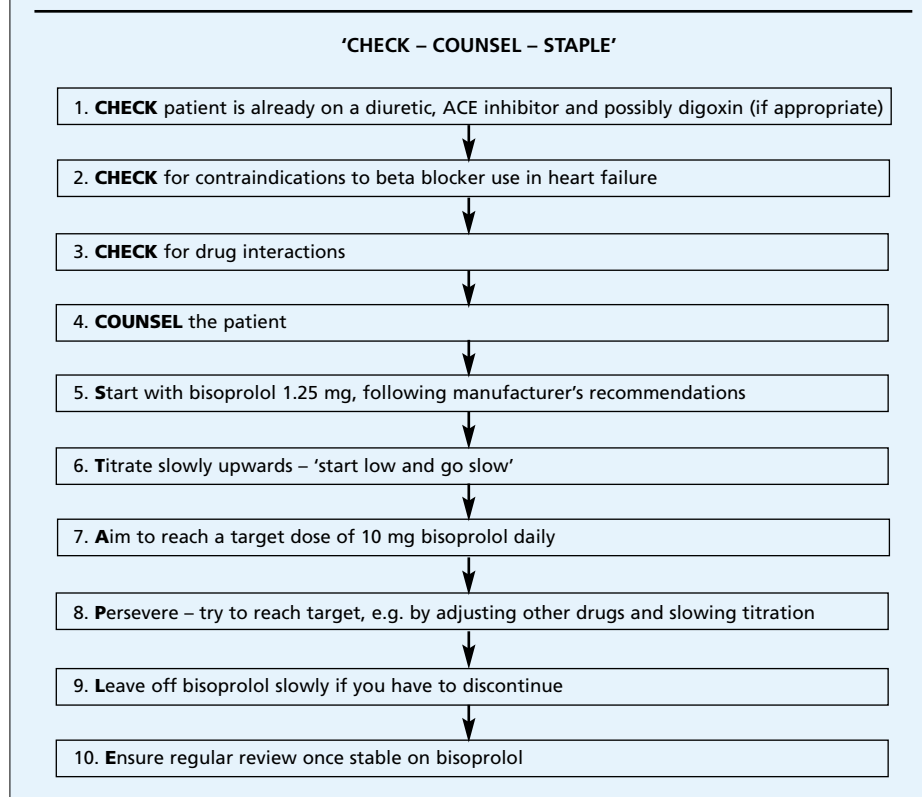 ‘CHECK – COUNSEL – STAPLE’
1. CHECK patient is already on a diuretic, ACE inhibitor and possibly digoxin (if appropriate)
2. CHECK for contraindications to beta blocker use in heart failure
3. CHECK for drug interactions
4. COUNSEL the patient
5. Start with bisoprolol 1.25 mg, following manufacturer’s recommendations
6. Titrate slowly upwards – ‘start low and go slow’
7. Aim to reach a target dose of 10 mg bisoprolol daily
8. Persevere – try to reach target, e.g. by adjusting other drugs and slowing titration
9. Leave off bisoprolol slowly if you have to discontinue
10. Ensure regular review once stable on bisoprolol